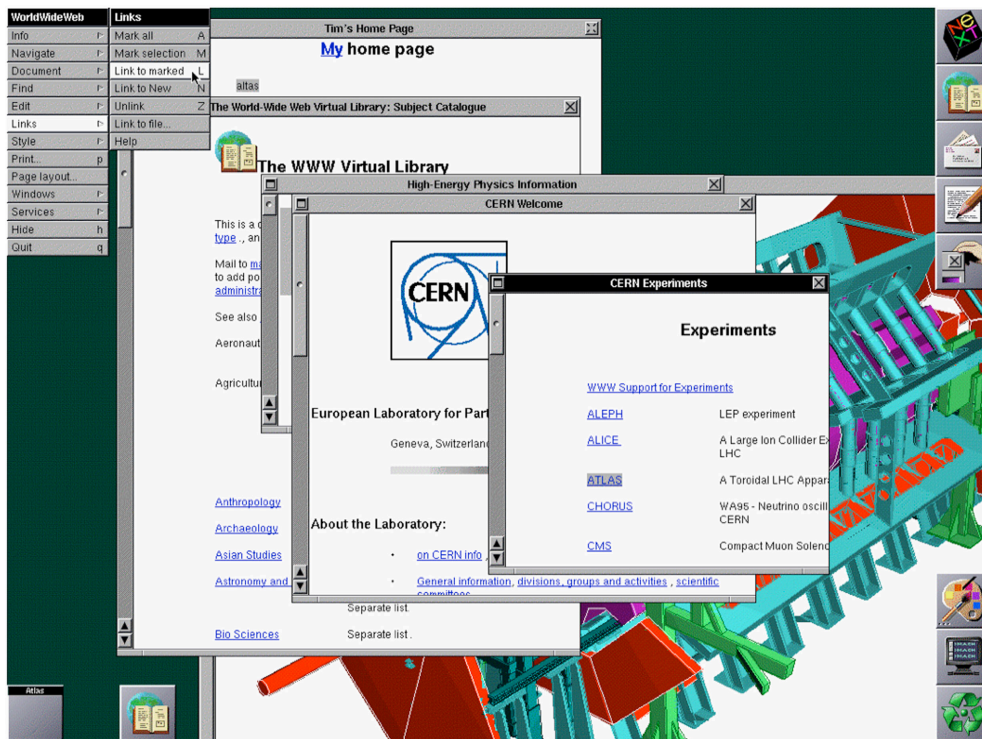 WorldWideWeb
Info
Navigate
Document
Find
Edit
Links
Style
Print... p
Page layout...
Windows
Services
Hide h
Quit q
Links
Mark all A
Mark selection M
Link to marked L
Link to New N
Unlink Z
Link to file...
Help
Tim's Home Page
My home page
altas
The World-Wide Web Virtual Library: Subject Catalogue
The WWW Virtual Library
This is a
type ., an
Mail to
to add po
administra
See also
Aeronaut
Agricultu
Anthropology
Archaeology
Asian Studies
Astronomy and
Separate list.
Bio Sciences Separate list .
High-Energy Physics Information
CERN Welcome
CERN
European Laboratory for Part
Geneva, Switzerland
About the Laboratory:
· on CERN info ,
· General information, divisions, groups and activities , scientific
committees
CERN Experiments
Experiments
WWW Support for Experiments
ALEPH LEP experiment
ALICE A Large Ion Collider Ex
LHC
ATLAS A Toroidal LHC Appara
CHORUS WA95 - Neutrino oscill
CERN
CMS Compact Muon Solenc
NeXT
Atlas